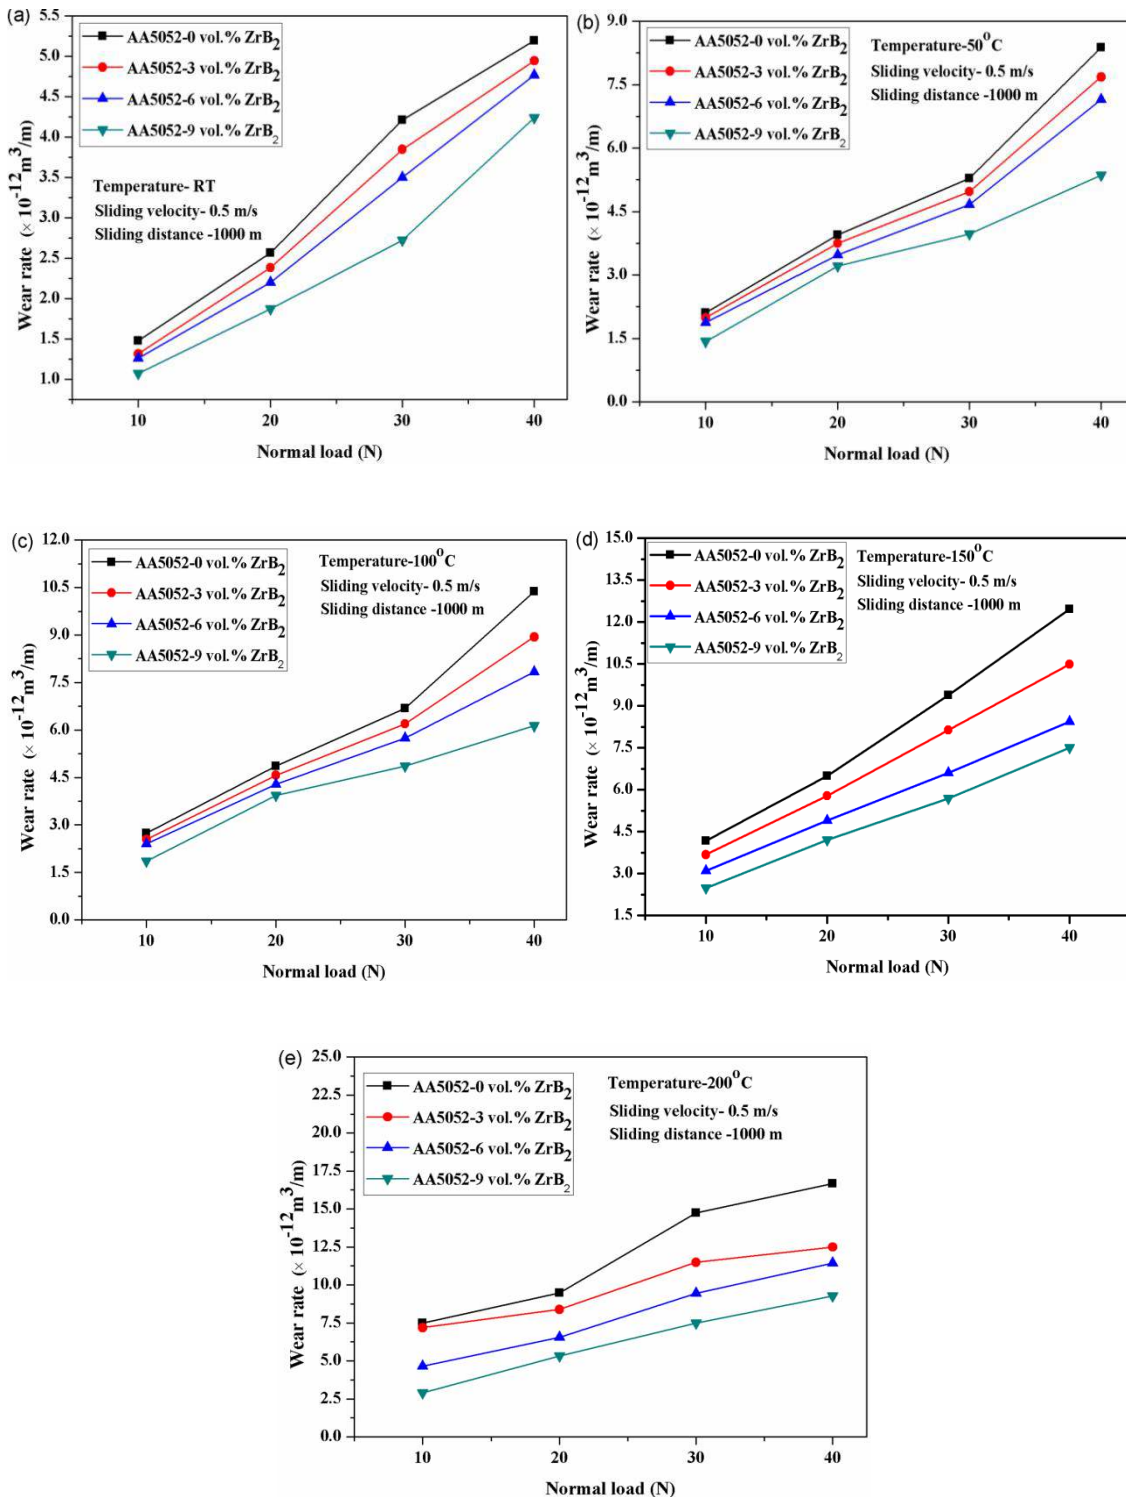 (a)
AA5052-0 vol.% ZrB2
AA5052-3 vol.% ZrB2
AA5052-6 vol.% ZrB2
AA5052-9 vol.% ZrB2
Temperature- RT
Sliding velocity- 0.5 m/s
Sliding distance -1000 m
5.5
5.0
4.5
4.0
3.5
3.0
2.5
2.0
1.5
1.0
Wear rate (× 10-12m3/m)
10 20 30 40
Normal load (N)
(b)
AA5052-0 vol.% ZrB2
AA5052-3 vol.% ZrB2
AA5052-6 vol.% ZrB2
AA5052-9 vol.% ZrB2
Temperature-50oC
Sliding velocity- 0.5 m/s
Sliding distance -1000 m
9.0
7.5
6.0
4.5
3.0
1.5
0.0
Wear rate (× 10-12m3/m)
10 20 30 40
Normal load (N)
(c)
AA5052-0 vol.% ZrB2
AA5052-3 vol.% ZrB2
AA5052-6 vol.% ZrB2
AA5052-9 vol.% ZrB2
Temperature-100oC
Sliding velocity- 0.5 m/s
Sliding distance -1000 m
12.0
10.5
9.0
7.5
6.0
4.5
3.0
1.5
0.0
Wear rate (× 10-12m3/m)
10 20 30 40
Normal load (N)
(d)
AA5052-0 vol.% ZrB2
AA5052-3 vol.% ZrB2
AA5052-6 vol.% ZrB2
AA5052-9 vol.% ZrB2
Temperature-150oC
Sliding velocity- 0.5 m/s
Sliding distance -1000 m
15.0
13.5
12.0
10.5
9.0
7.5
6.0
4.5
3.0
1.5
Wear rate (× 10-12m3/m)
10 20 30 40
Normal load (N)
(e)
AA5052-0 vol.% ZrB2
AA5052-3 vol.% ZrB2
AA5052-6 vol.% ZrB2
AA5052-9 vol.% ZrB2
Temperature-200oC
Sliding velocity- 0.5 m/s
Sliding distance -1000 m
25.0
22.5
20.0
17.5
15.0
12.5
10.0
7.5
5.0
2.5
0.0
Wear rate (× 10-12m3/m)
10 20 30 40
Normal load (N)